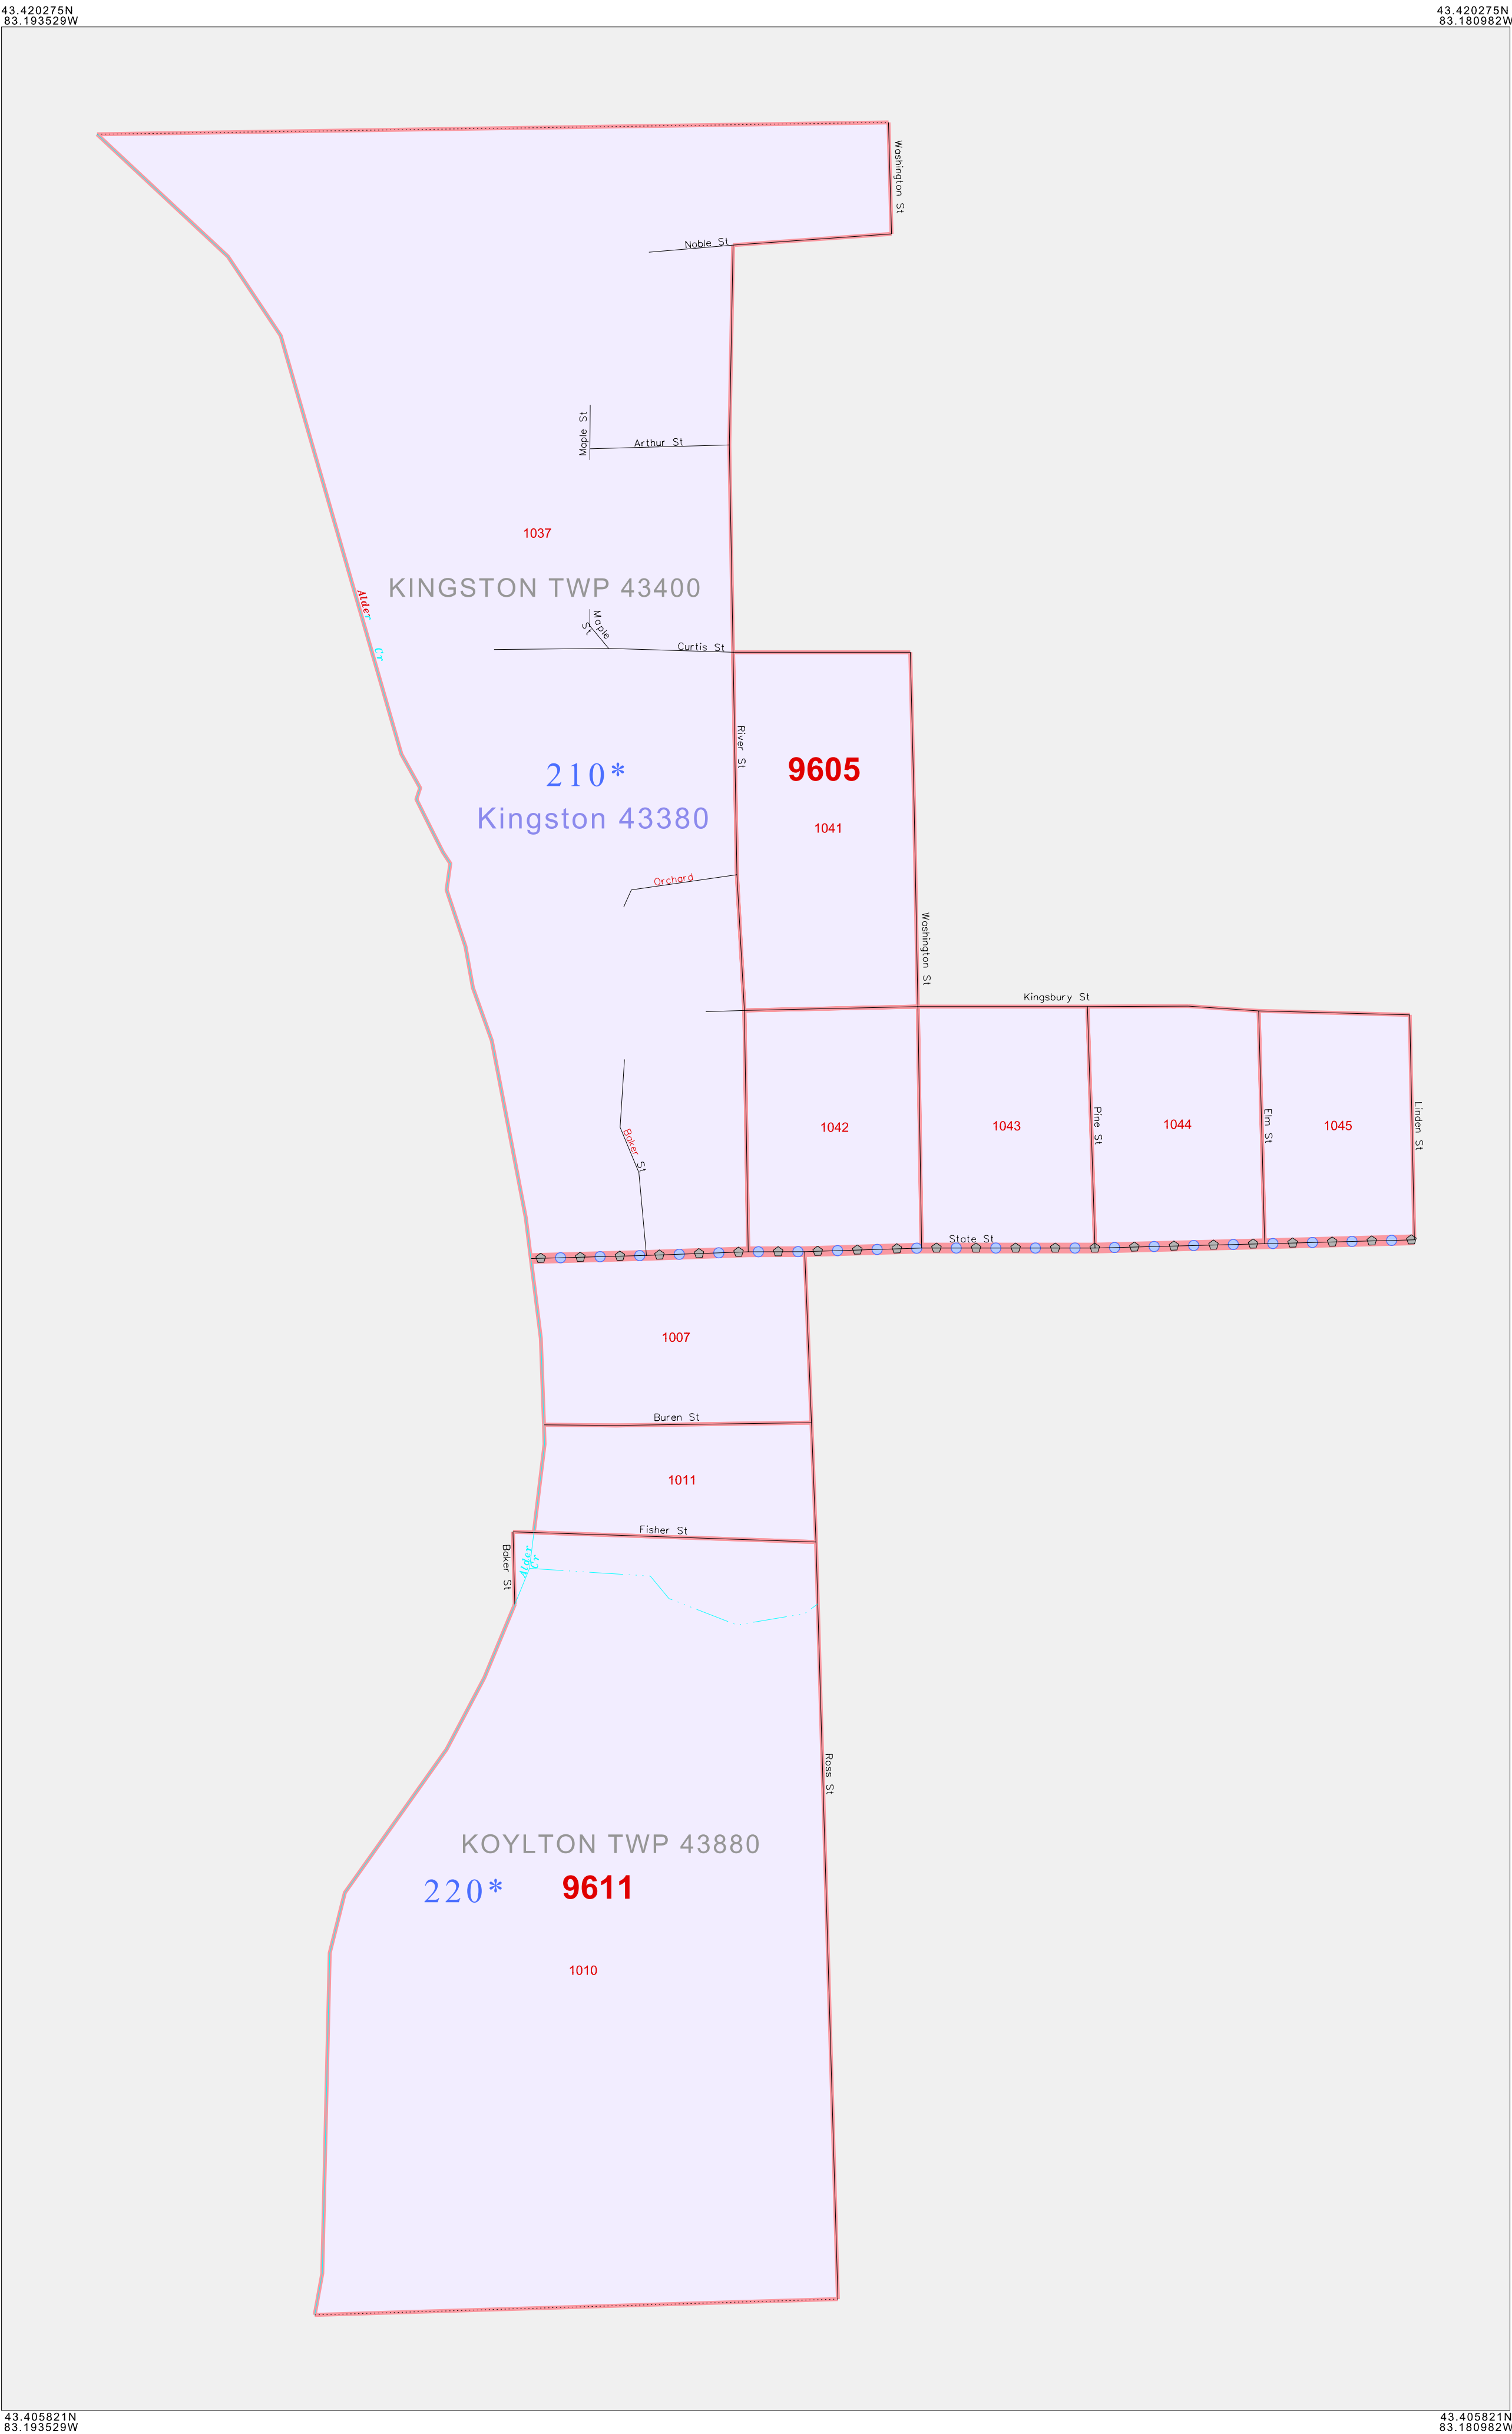 43.420275N
83.193529W
43.420275N
83.180982W
Washington St
Noble St
Maple St
Arthur St
1037
KINGSTON TWP 43400
Alder
Cr
Maple
St
Curtis St
River St
9605
210*
Kingston 43380
1041
Orchard
Washington St
Kingsbury St
Baker St
1042
1043
Pine St
1044
Elm St
1045
Linden St
State St
1007
Buren St
1011
Fisher St
Baker St
Alder
Cr
Ross St
KOYLTON TWP 43880
220*
9611
1010
43.405821N
83.193529W
43.405821N
83.180982W